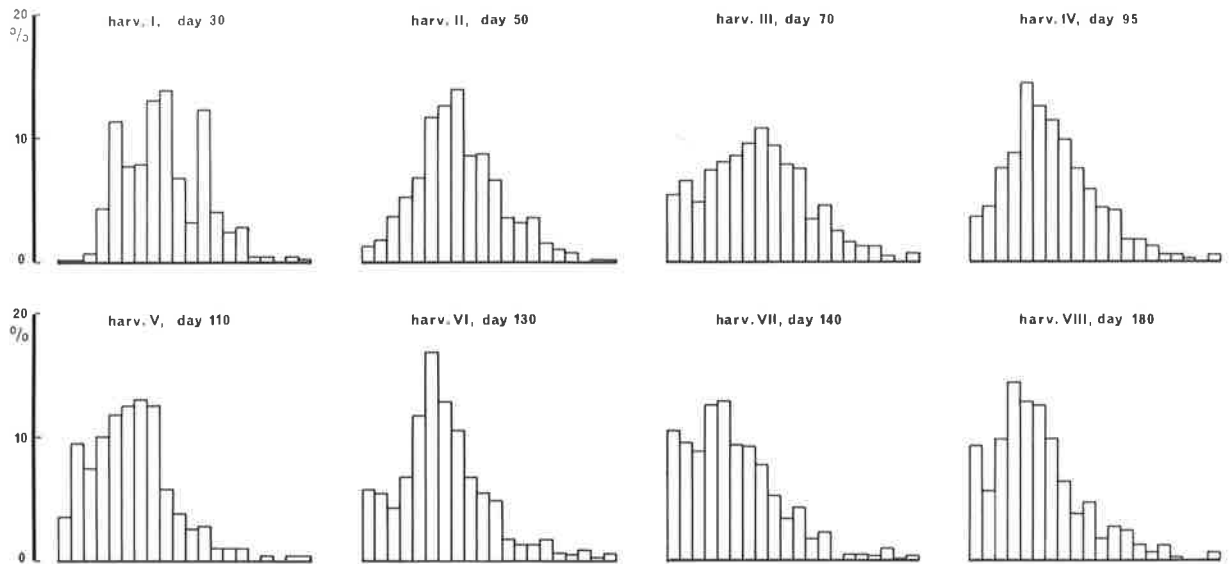 20
%
10
0
harv. I, day 30
harv. II, day 50
harv. III, day 70
harv. IV, day 95
20
%
10
0
harv. V, day 110
harv. VI, day 130
harv. VII, day 140
harv. VIII, day 180